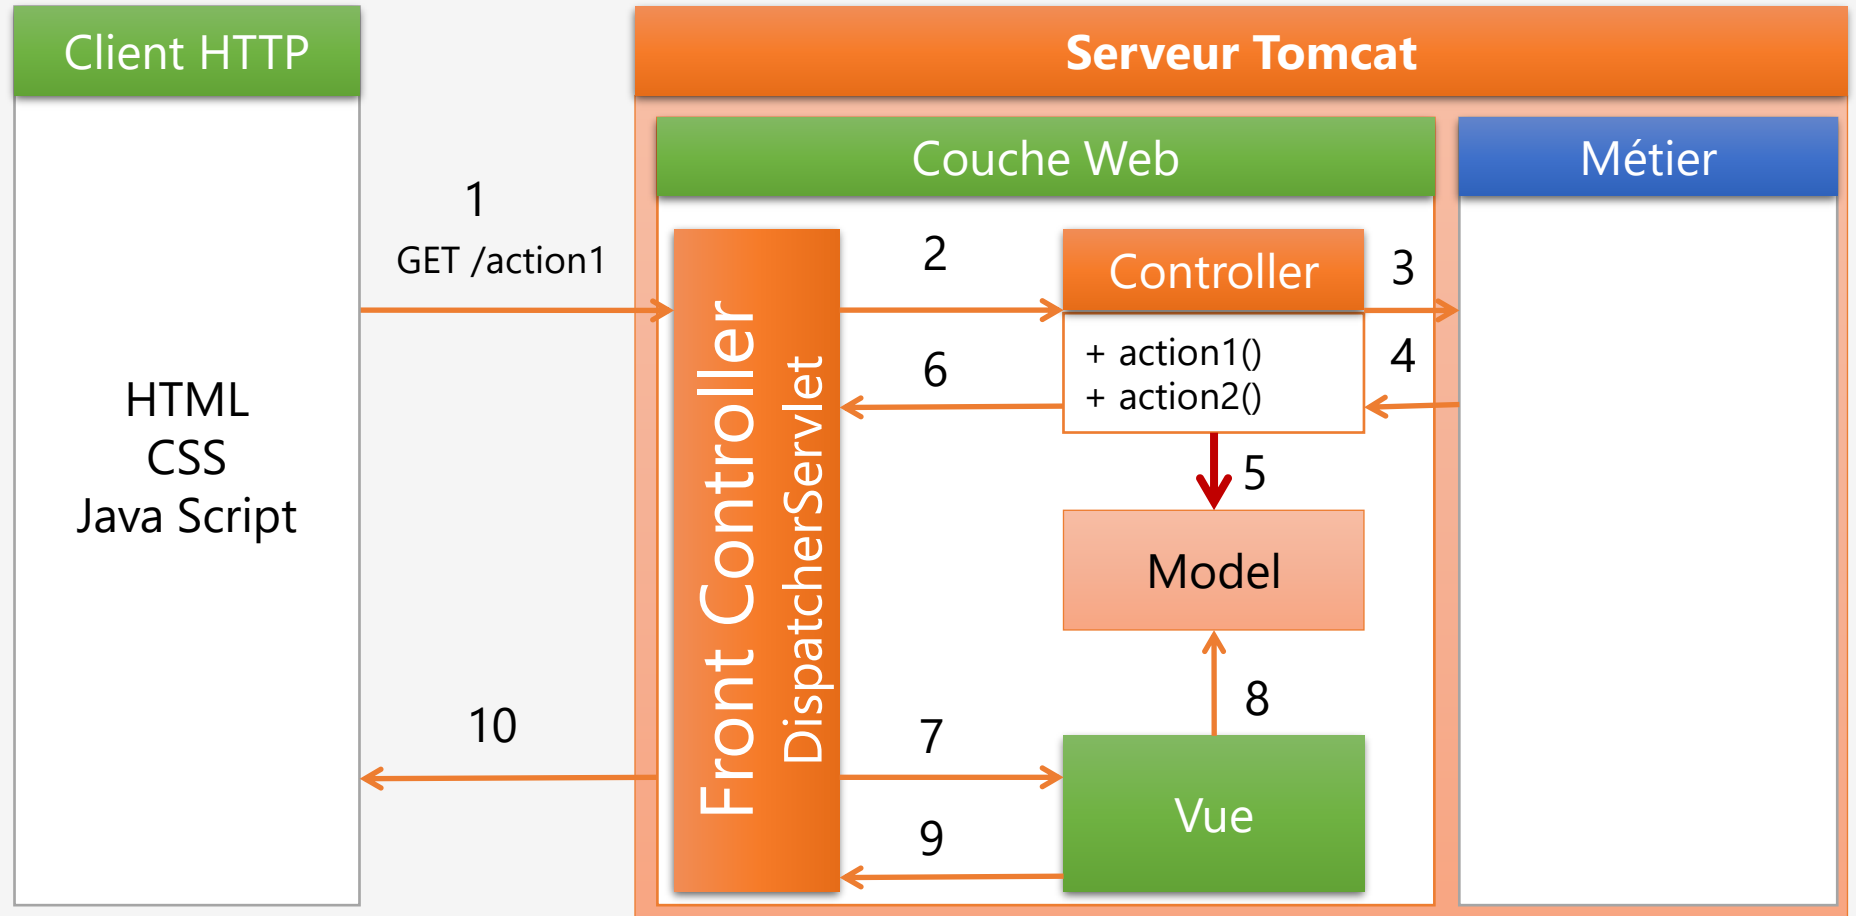 Client HTTP
HTML
CSS
Java Script
1
GET /action1
10
Serveur Tomcat
Couche Web
Front Controller
DispatcherServlet
2
Controller
+ action1()
+ action2()
3
4
6
5
Model
8
7
Vue
9
Métier